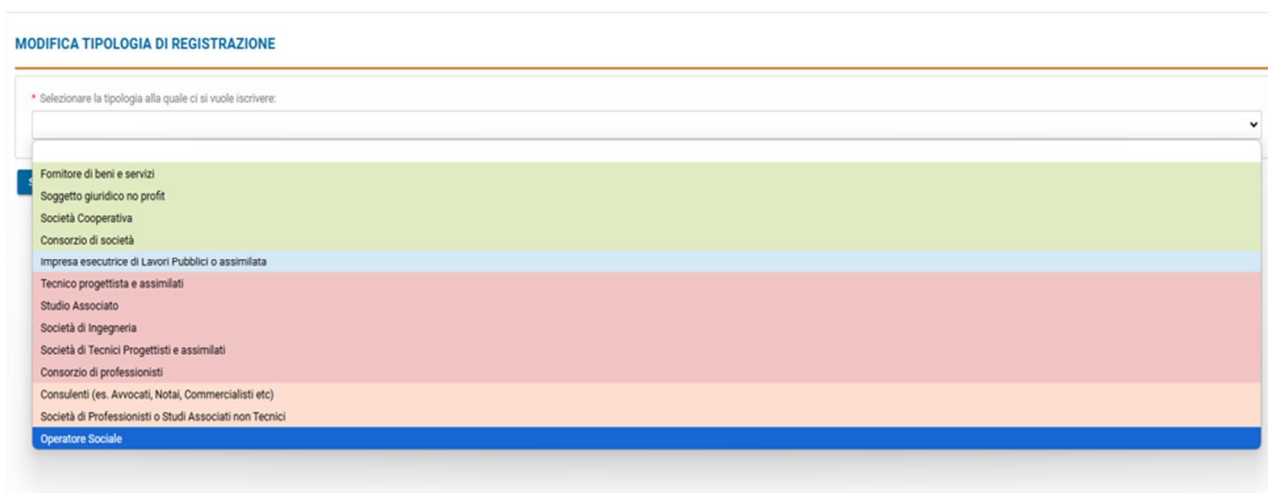 MODIFICA TIPOLOGIA DI REGISTRAZIONE
* Selezionare la tipologia alla quale ci si vuole iscrivere:
Fornitore di beni e servizi
Soggetto giuridico no profit
Società Cooperativa
Consorzio di società
Impresa esecutrice di Lavori Pubblici o assimilata
Tecnico progettista e assimilati
Studio Associato
Società di Ingegneria
Società di Tecnici Progettisti e assimilati
Consorzio di professionisti
Consulenti (es. Avvocati, Notai, Commercialisti etc)
Società di Professionisti o Studi Associati non Tecnici
Operatore Sociale